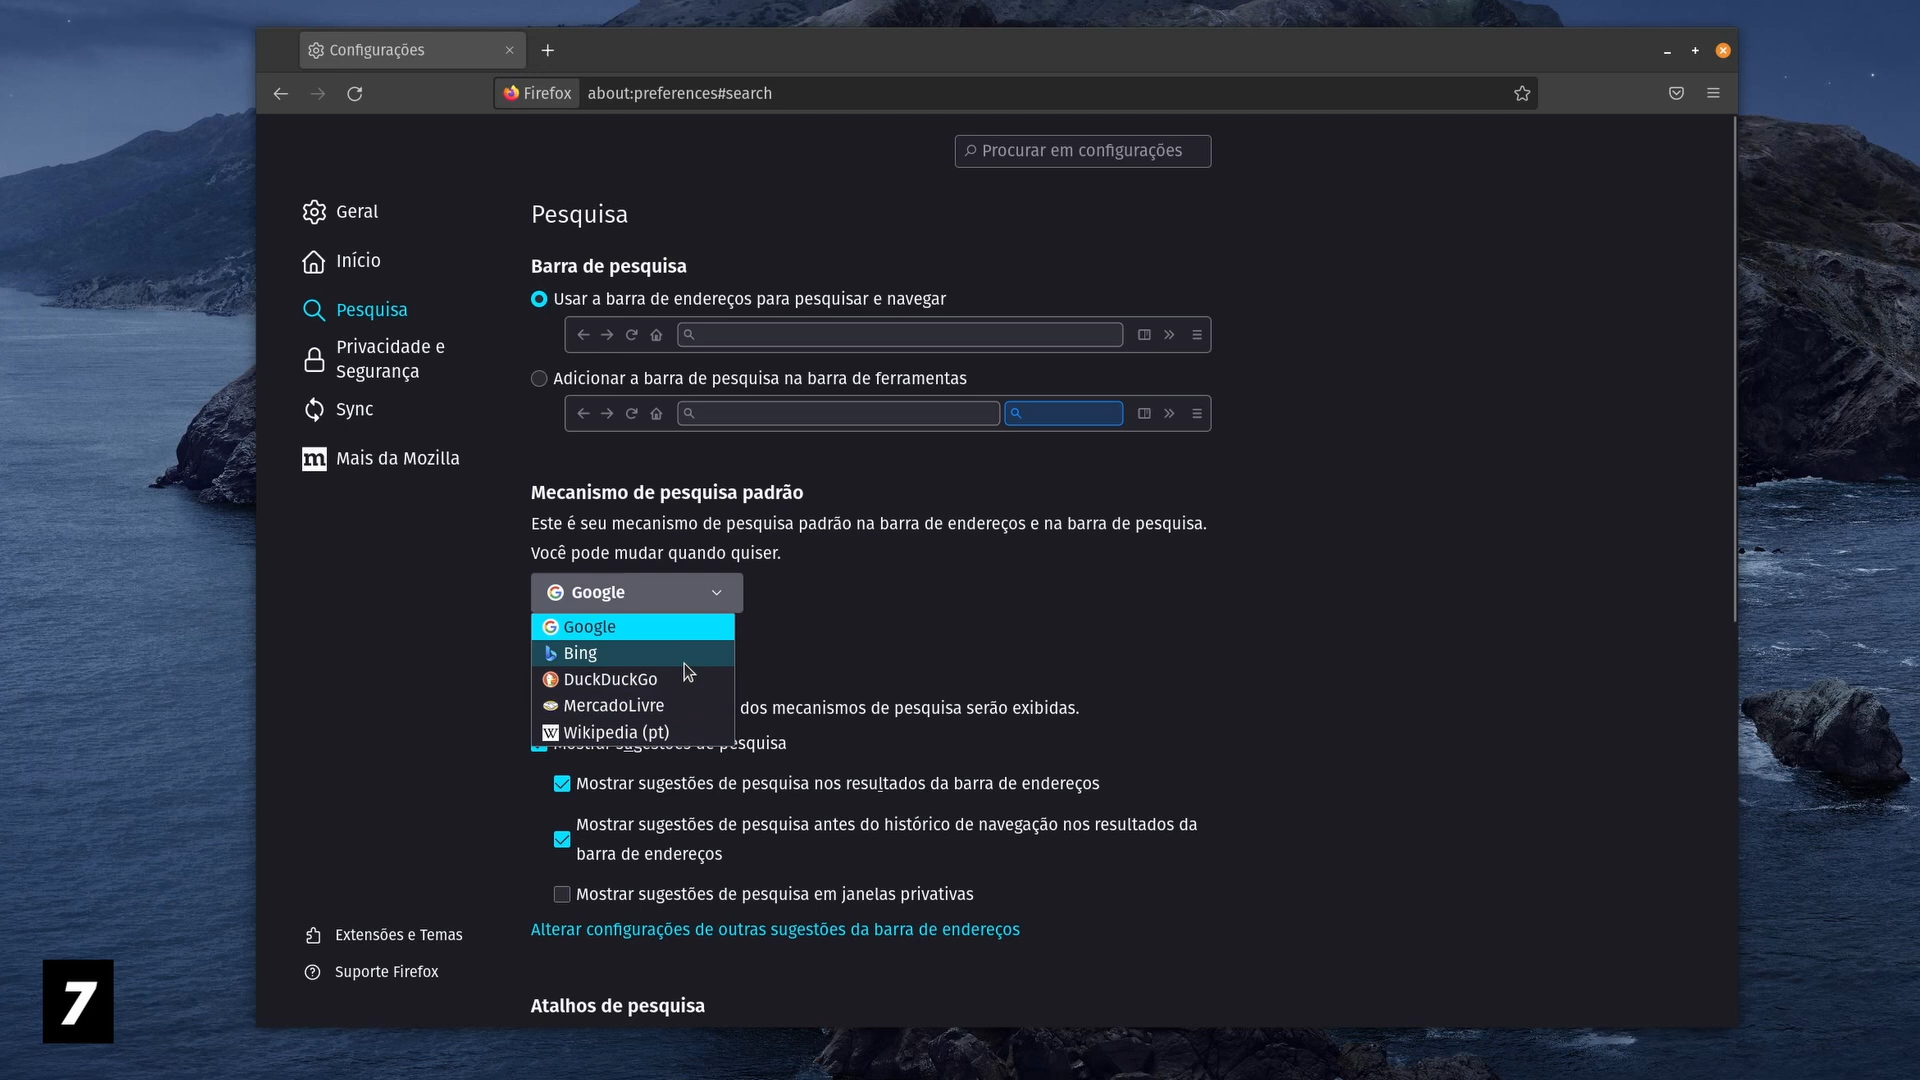 Configurações
Firefox about:preferences#search
Procurar em configurações
Geral
Início
Pesquisa
Privacidade e
Segurança
Sync
Mais da Mozilla
Extensões e Temas
Suporte Firefox
Pesquisa
Barra de pesquisa
Usar a barra de endereços para pesquisar e navegar
Adicionar a barra de pesquisa na barra de ferramentas
Mecanismo de pesquisa padrão
Este é seu mecanismo de pesquisa padrão na barra de endereços e na barra de pesquisa.
Você pode mudar quando quiser.
Google
Google
Bing
DuckDuckGo
MercadoLivre
Wikipedia (pt)
dos mecanismos de pesquisa serão exibidas.
Mostrar sugestões de pesquisa
Mostrar sugestões de pesquisa nos resultados da barra de endereços
Mostrar sugestões de pesquisa antes do histórico de navegação nos resultados da
barra de endereços
Mostrar sugestões de pesquisa em janelas privativas
Alterar configurações de outras sugestões da barra de endereços
Atalhos de pesquisa
7